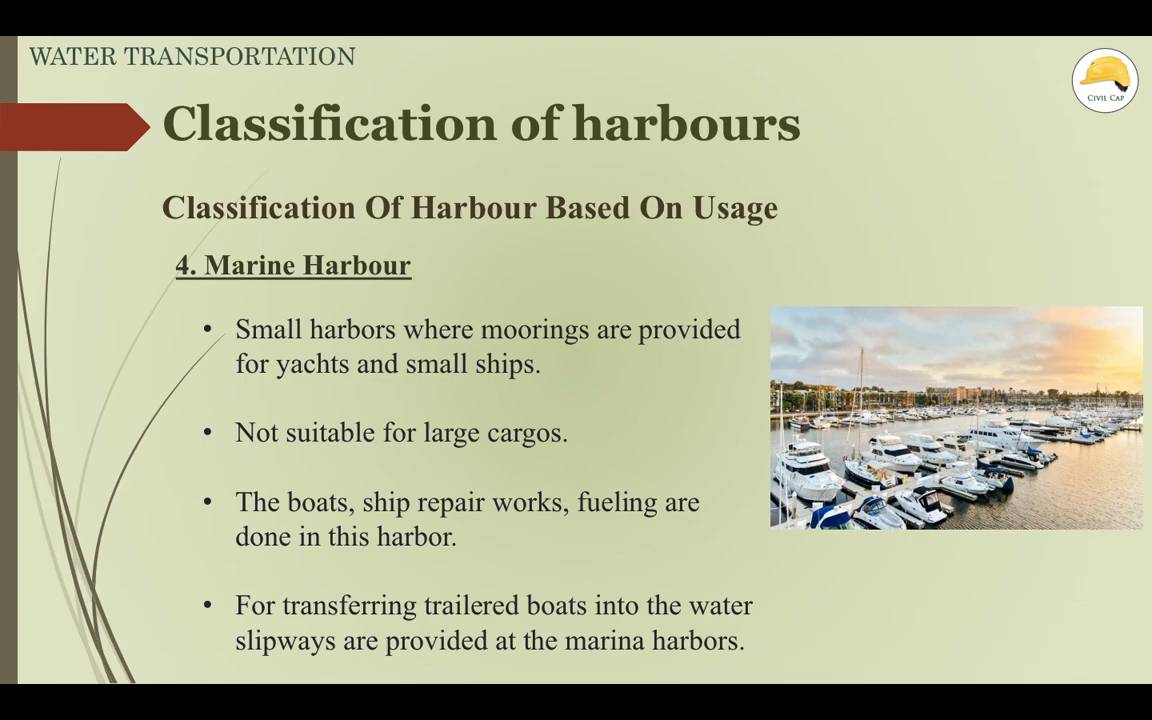 WATER TRANSPORTATION
CIVIL CAP
Classification of harbours
Classification Of Harbour Based On Usage
4. Marine Harbour
• Small harbors where moorings are provided
for yachts and small ships.
• Not suitable for large cargos.
• The boats, ship repair works, fueling are
done in this harbor.
• For transferring trailered boats into the water
slipways are provided at the marina harbors.